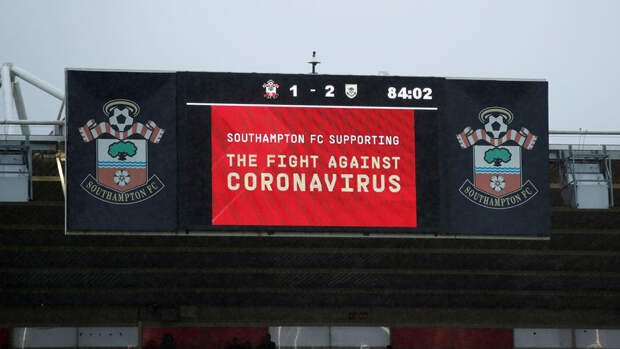 1 - 2 84:02
SOUTHAMPTON FC SUPPORTING
THE FIGHT AGAINST
CORONAVIRUS
SOUTHAMPTON FC
SOUTHAMPTON FC